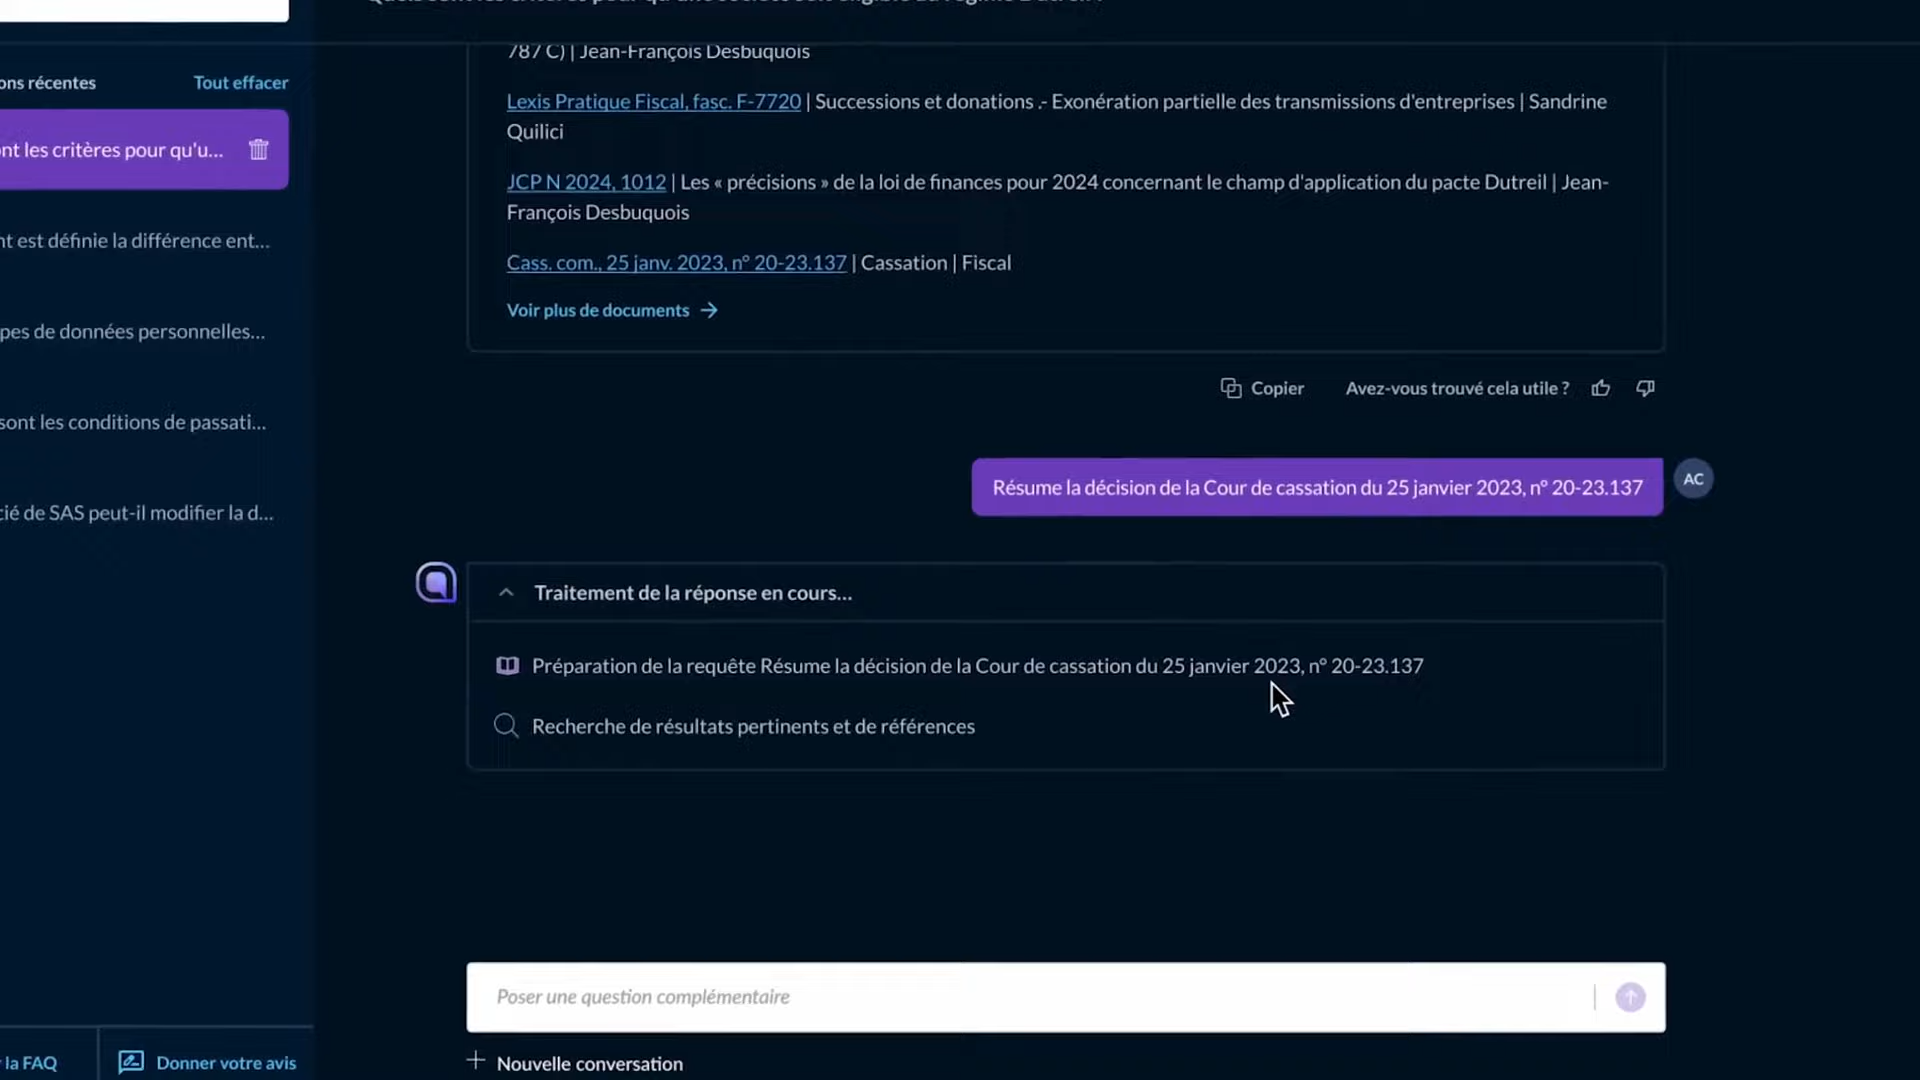 787 C) | Jean-François Desbuquois
ons récentes
Tout effacer
Lexis Pratique Fiscal, fasc. F-7720 | Successions et donations .- Exonération partielle des transmissions d'entreprises | Sandrine
Quilici
nt les critères pour qu'u...
JCP N 2024, 1012 | Les « précisions » de la loi de finances pour 2024 concernant le champ d'application du pacte Dutreil | Jean-
François Desbuquois
nt est définie la différence ent...
Cass. com., 25 janv. 2023, n° 20-23.137 | Cassation | Fiscal
Voir plus de documents
pes de données personnelles...
Copier
Avez-vous trouvé cela utile ?
sont les conditions de passati...
Résume la décision de la Cour de cassation du 25 janvier 2023, n° 20-23.137
AC
cié de SAS peut-il modifier la d...
Traitement de la réponse en cours...
Préparation de la requête Résume la décision de la Cour de cassation du 25 janvier 2023, n° 20-23.137
Recherche de résultats pertinents et de références
Poser une question complémentaire
la FAQ
Donner votre avis
Nouvelle conversation